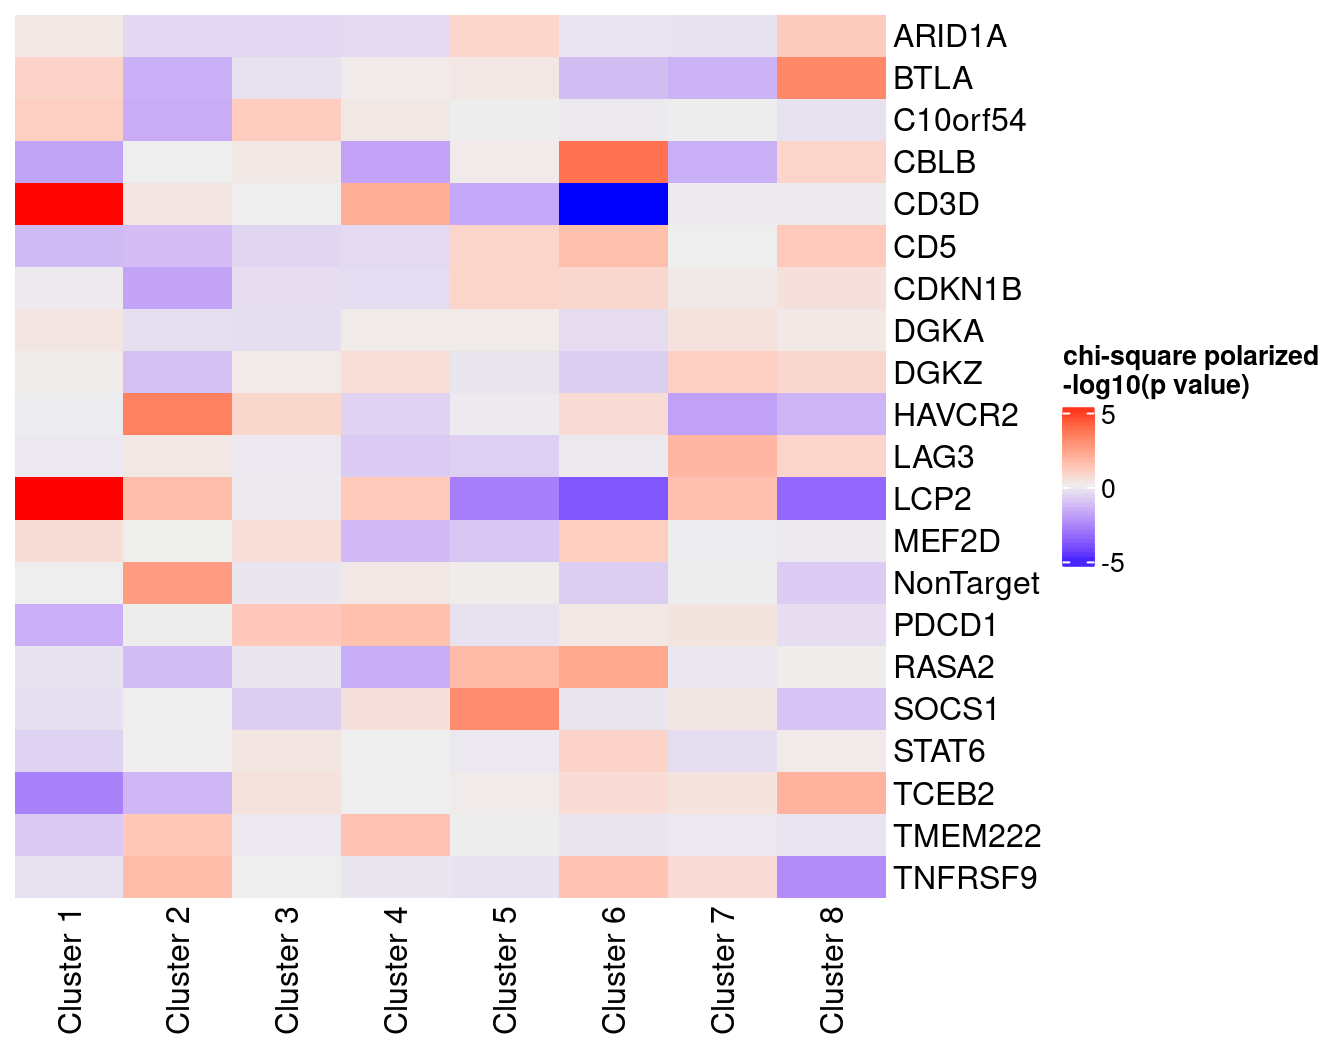 ARID1A
BTLA
C10orf54
CBLB
CD3D
CD5
CDKN1B
DGKA
DGKZ
HAVCR2
LAG3
LCP2
MEF2D
NonTarget
PDCD1
RASA2
SOCS1
STAT6
TCEB2
TMEM222
TNFRSF9
Cluster 1
Cluster 2
Cluster 3
Cluster 4
Cluster 5
Cluster 6
Cluster 7
Cluster 8
chi-square polarized
-log10(p value)
5
0
-5